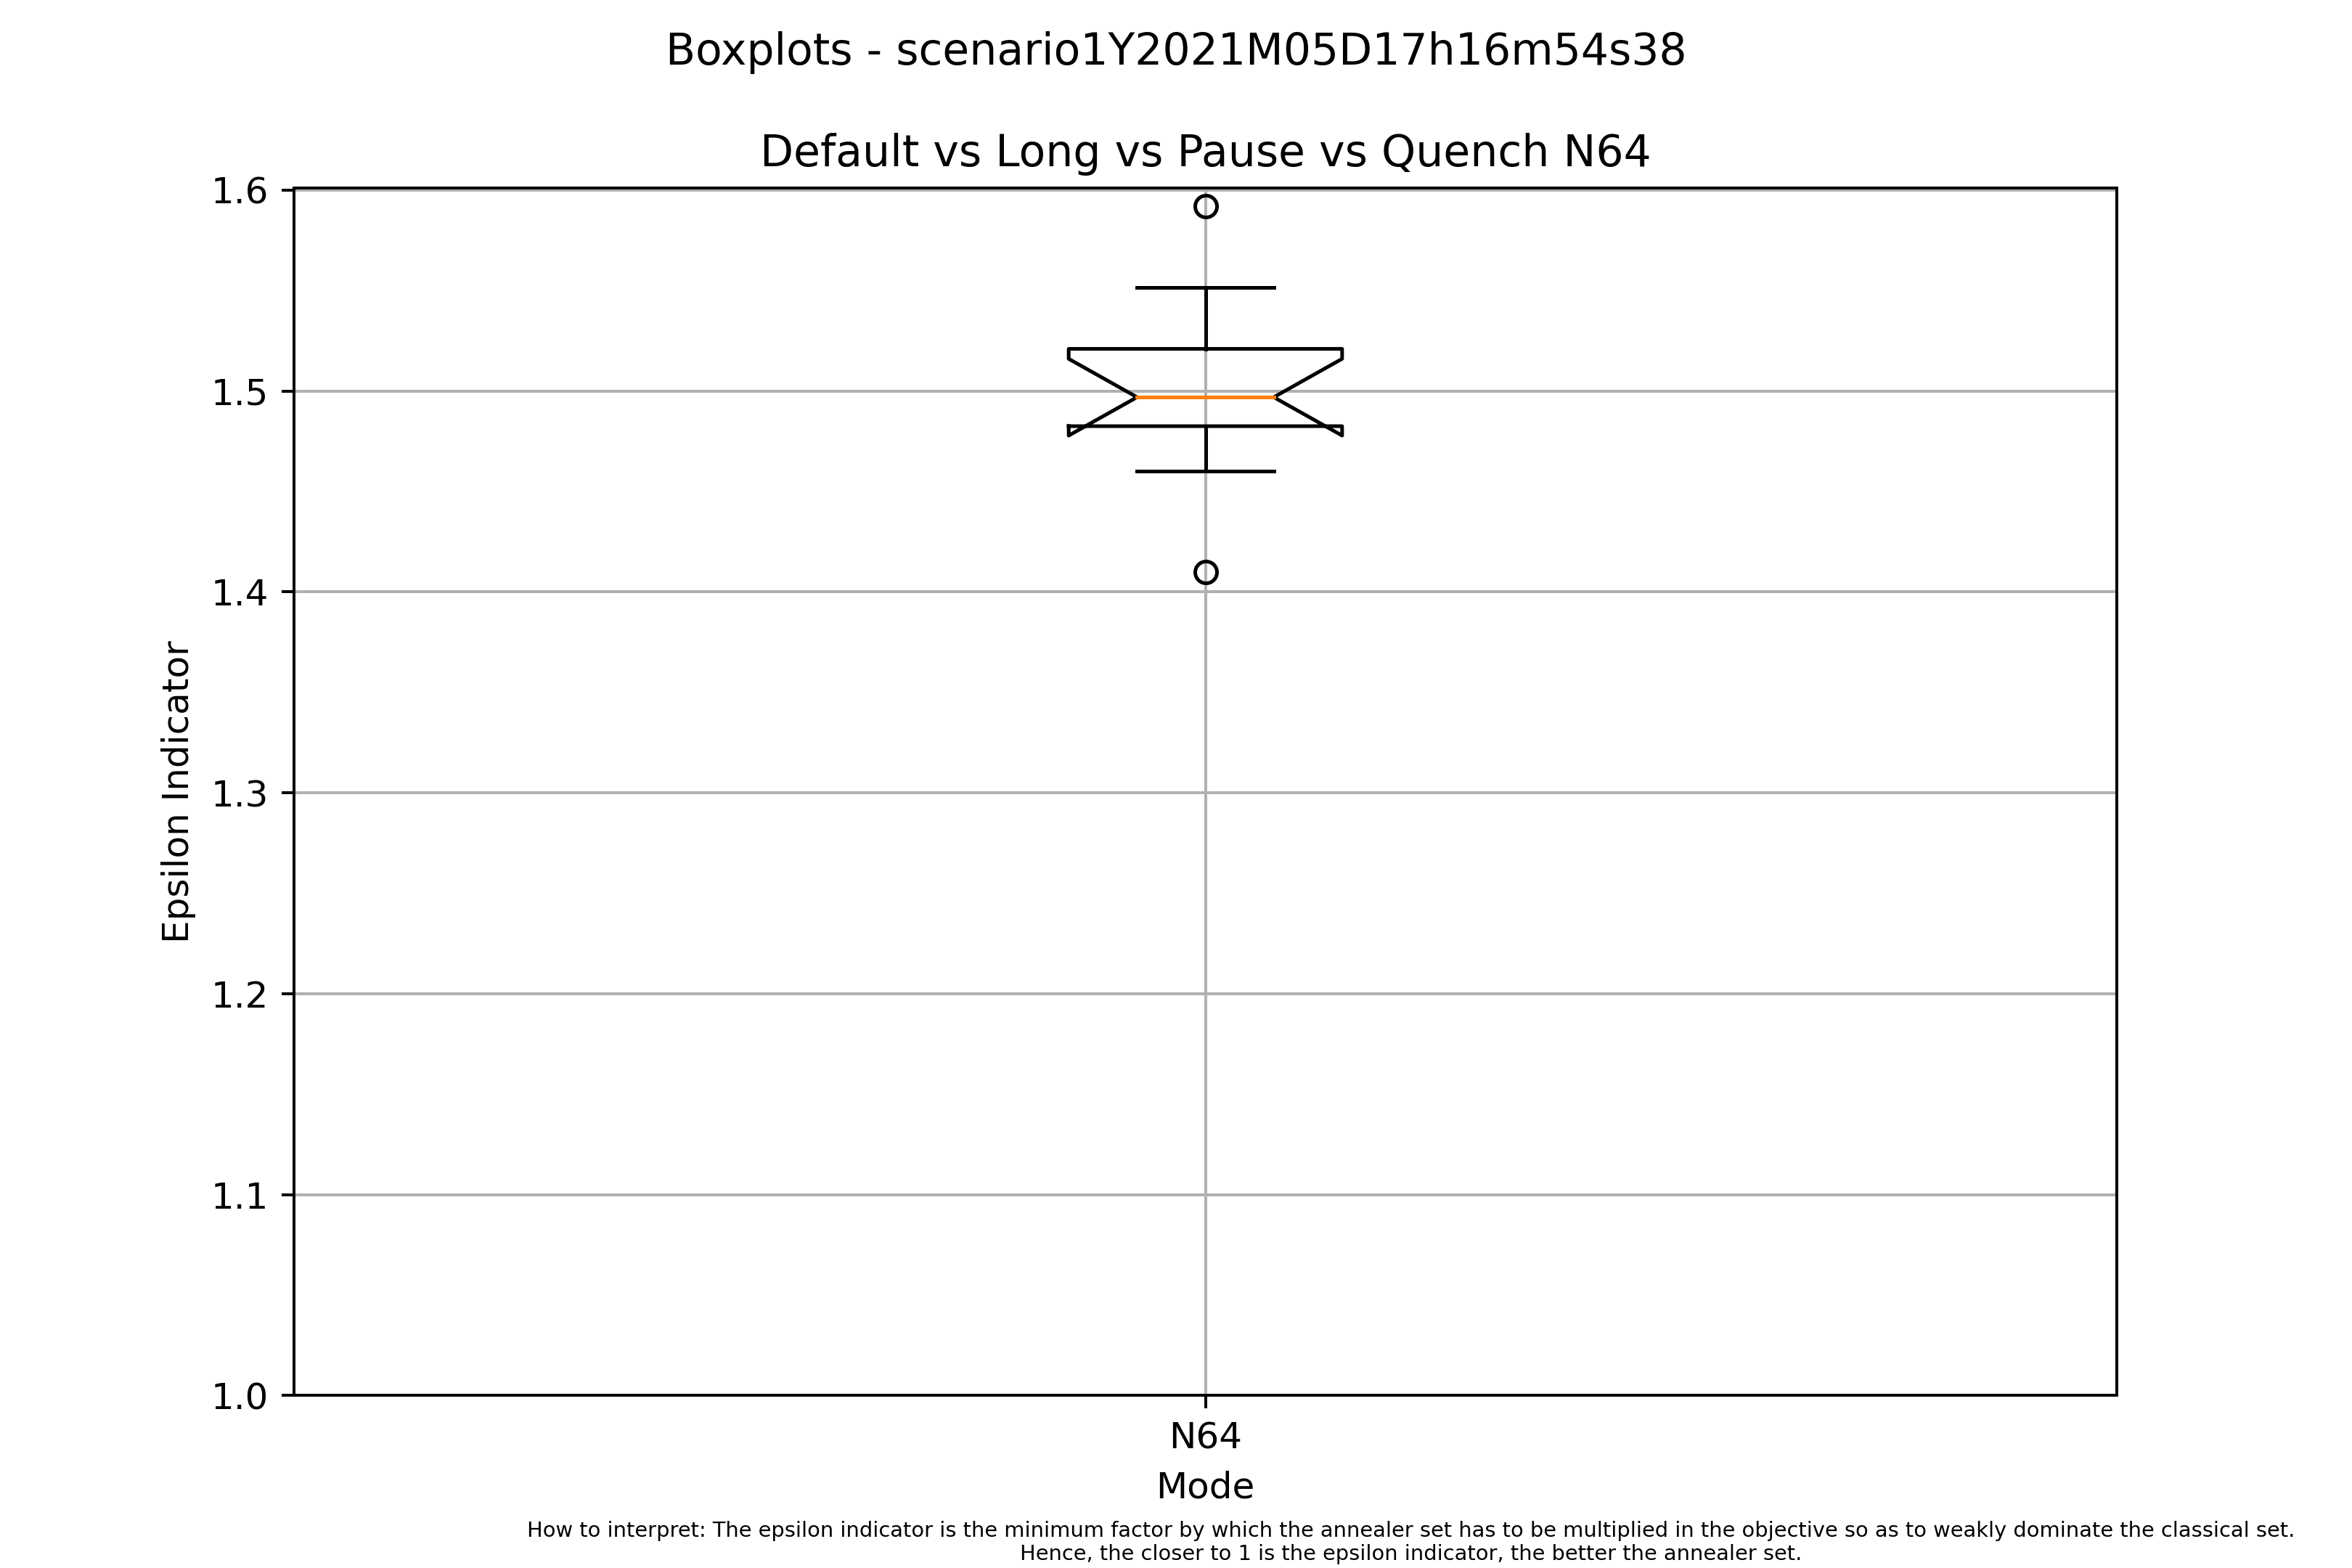 Boxplots - scenario1Y2021M05D17h16m54s38
Default vs Long vs Pause vs Quench N64
1.6
1.5
1.4
1.3
1.2
1.1
1.0
Epsilon Indicator
N64
Mode
How to interpret: The epsilon indicator is the minimum factor by which the annealer set has to be multiplied in the objective so as to weakly dominate the classical set.
Hence, the closer to 1 is the epsilon indicator, the better the annealer set.